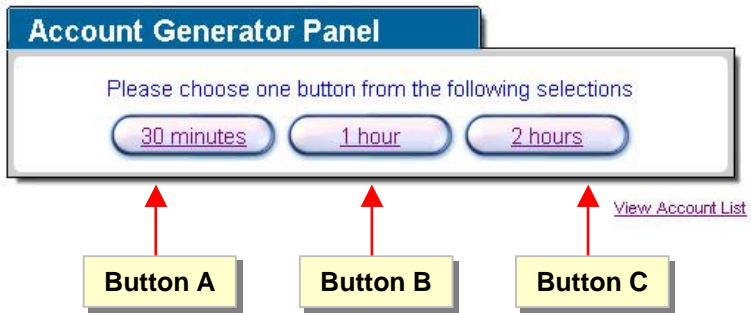 Account Generator Panel
Please choose one button from the following selections
30 minutes 1 hour 2 hours
View Account List
Button A Button B Button C